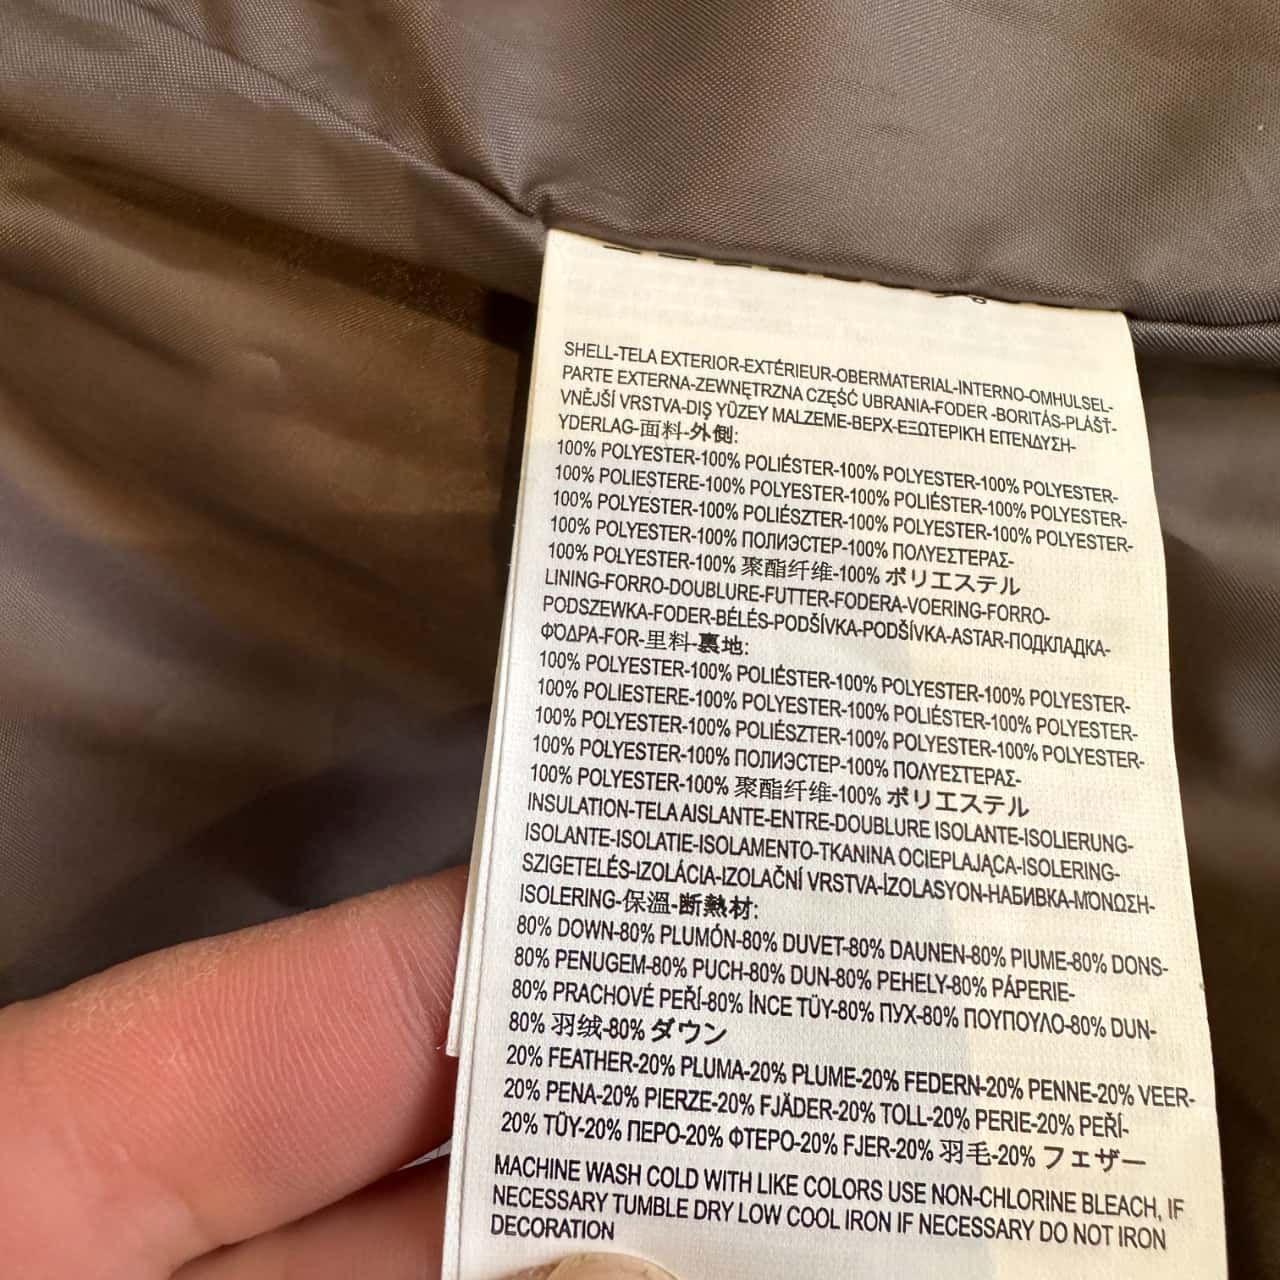 SHELL-TELA EXTERIOR-EXTÉRIEUR-OBERMATERIAL-INTERNO-OMHULSEL-
PARTE EXTERNA-ZEWNĘTRZNA CZĘŚĆ UBRANIA-FODER -BORITÁS-PLÁŠŤ-
VNĚJŠÍ VRSTVA-DIŞ YÜZEY MALZEME-ВЕРХ-ΕΞΩΤΕΡΙΚΗ ΕΠΕΝΔΥΣΗ-
YDERLAG-面料-外側:
100% POLYESTER-100% POLIÉSTER-100% POLYESTER-100% POLYESTER-
100% POLIESTERE-100% POLYESTER-100% POLIÉSTER-100% POLYESTER-
100% POLYESTER-100% POLIÉSZTER-100% POLYESTER-100% POLYESTER-
100% POLYESTER-100% ПОЛИЭСТЕР-100% ΠΟΛΥΕΣΤΕΡΑΣ-
100% POLYESTER-100% 聚酯纤维-100% ポリエステル
LINING-FORRO-DOUBLURE-FUTTER-FODERA-VOERING-FORRO-
PODSZEWKA-FODER-BÉLÉS-PODŠÍVKA-PODŠÍVKA-ASTAR-ПОДКЛАДКА-
ΦΌΔΡΑ-FOR-里料-裏地:
100% POLYESTER-100% POLIÉSTER-100% POLYESTER-100% POLYESTER-
100% POLIESTERE-100% POLYESTER-100% POLIÉSTER-100% POLYESTER-
100% POLYESTER-100% POLIÉSZTER-100% POLYESTER-100% POLYESTER-
100% POLYESTER-100% ПОЛИЭСТЕР-100% ΠΟΛΥΕΣΤΕΡΑΣ-
100% POLYESTER-100% 聚酯纤维-100% ポリエステル
INSULATION-TELA AISLANTE-ENTRE-DOUBLURE ISOLANTE-ISOLIERUNG-
ISOLANTE-ISOLATIE-ISOLAMENTO-TKANINA OCIEPLAJĄCA-ISOLERING-
SZIGETELÉS-IZOLÁCIA-IZOLAČNÍ VRSTVA-İZOLASYON-НАБИВКА-ΜΌΝΩΣΗ-
ISOLERING-保溫-断熱材:
80% DOWN-80% PLUMÓN-80% DUVET-80% DAUNEN-80% PIUME-80% DONS-
80% PENUGEM-80% PUCH-80% DUN-80% PEHELY-80% PÁPERIE-
80% PRACHOVÉ PEŘÍ-80% İNCE TÜY-80% ПУХ-80% ΠΟΥΠΟΥΛΟ-80% DUN-
80% 羽绒-80% ダウン
20% FEATHER-20% PLUMA-20% PLUME-20% FEDERN-20% PENNE-20% VEER-
20% PENA-20% PIERZE-20% FJÄDER-20% TOLL-20% PERIE-20% PEŘÍ-
20% TÜY-20% ПЕРО-20% ΦΤΕΡΟ-20% FJER-20% 羽毛-20% フェザー
MACHINE WASH COLD WITH LIKE COLORS USE NON-CHLORINE BLEACH, IF
NECESSARY TUMBLE DRY LOW COOL IRON IF NECESSARY DO NOT IRON
DECORATION